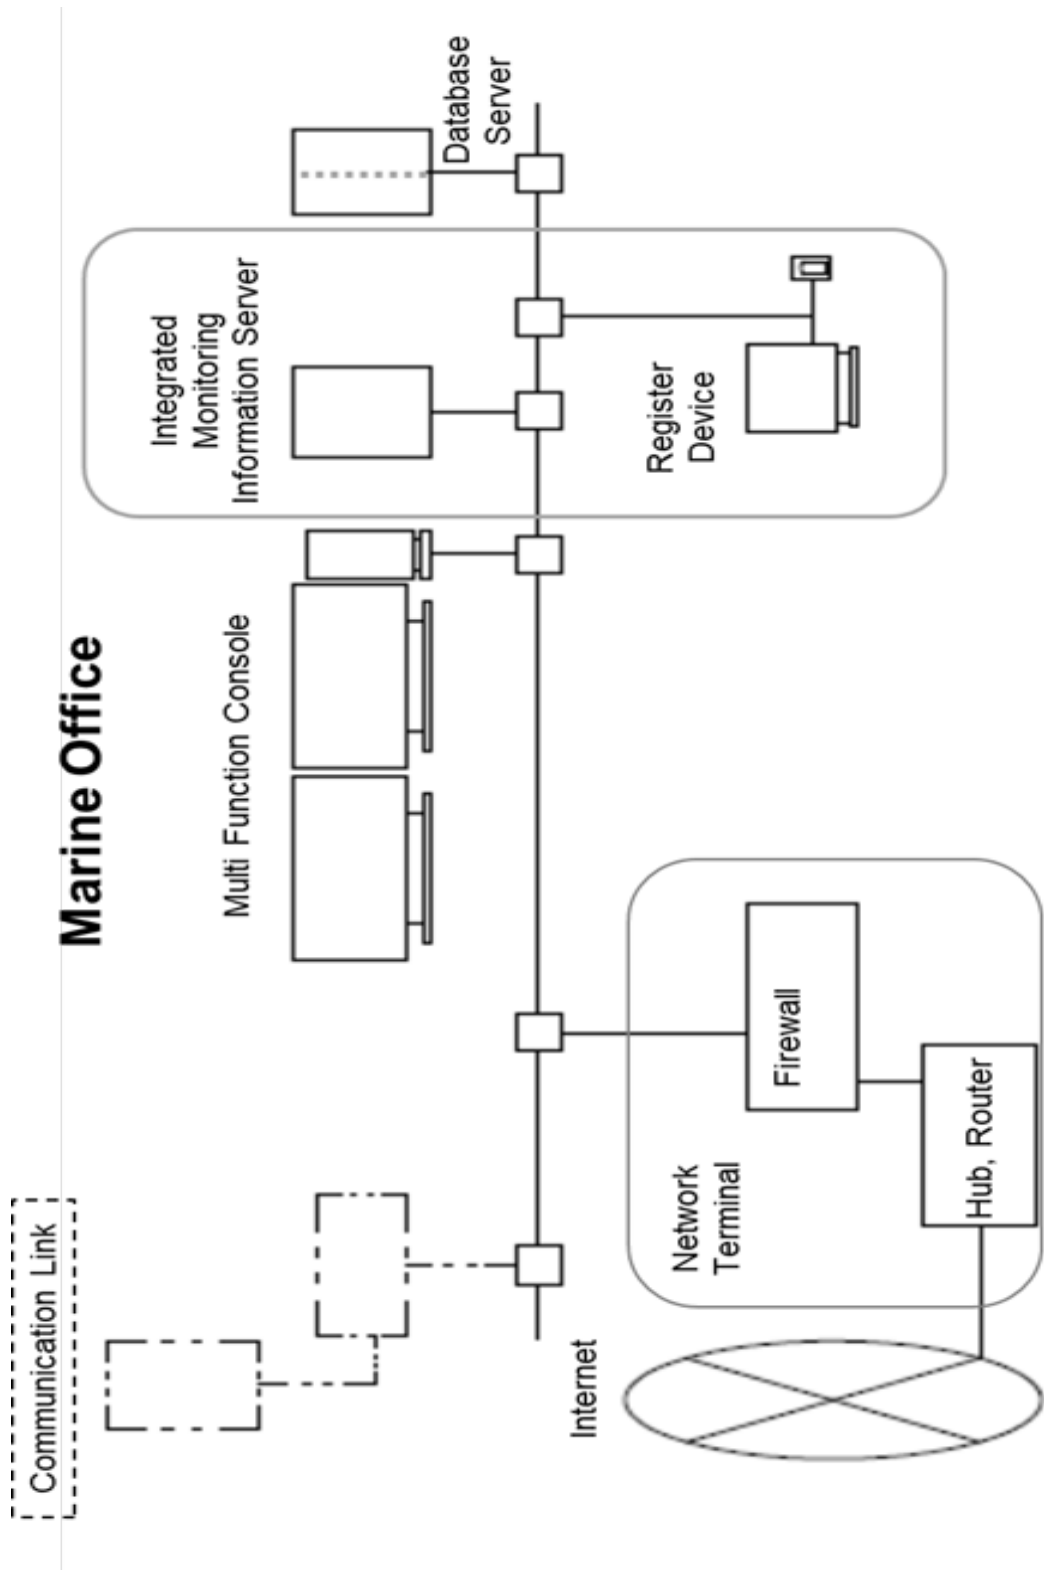 Communication Link
Marine Office
Multi Function Console
Integrated
Monitoring
Information Server
Database
Server
Internet
Network
Terminal
Firewall
Hub, Router
Register
Device